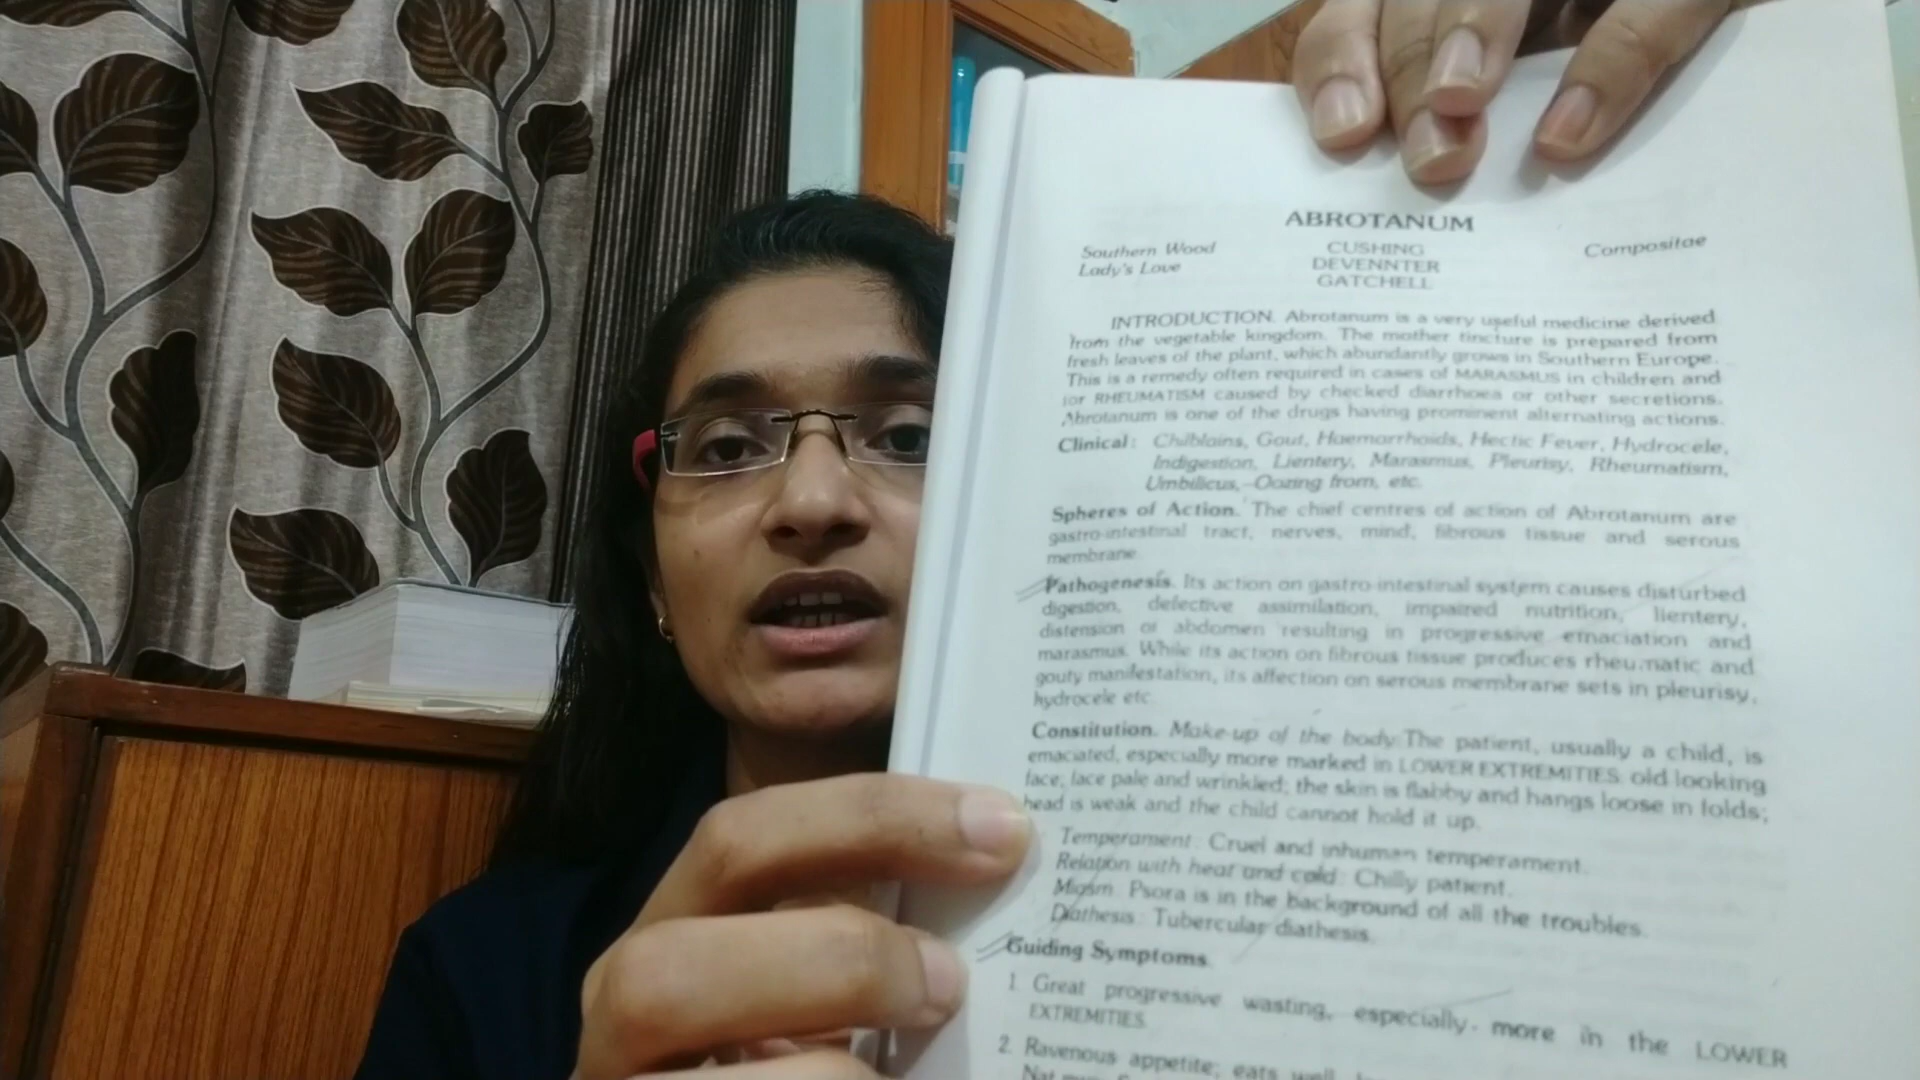 ABROTANUM
Southern Wood CUSHING Compositae
Lady's Love DEVENNTER
GATCHELL
INTRODUCTION. Abrotanum is a very useful medicine derived
from the vegetable kingdom. The mother tincture is prepared from
fresh leaves of the plant, which abundantly grows in Southern Europe.
This is a remedy often required in cases of MARASMUS in children and
for RHEUMATISM caused by checked diarrhoea or other secretions.
Abrotanum is one of the drugs having prominent alternating actions.
Clinical: Chilblains, Gout, Haemorrhoids, Hectic Fever, Hydrocele,
Indigestion, Lientery, Marasmus, Pleurisy, Rheumatism,
Umbilicus,—Oozing from, etc.
Spheres of Action. The chief centres of action of Abrotanum are
gastro-intestinal tract, nerves, mind, fibrous tissue and serous
membrane.
Pathogenesis. Its action on gastro-intestinal system causes disturbed
digestion, defective assimilation, impaired nutrition, lientery,
distension of abdomen resulting in progressive emaciation and
marasmus. While its action on fibrous tissue produces rheumatic and
gouty manifestation, its affection on serous membrane sets in pleurisy,
hydrocele etc.
Constitution. Make-up of the body: The patient, usually a child, is
emaciated, especially more marked in LOWER EXTREMITIES: old looking
face; face pale and wrinkled; the skin is flabby and hangs loose in folds;
head is weak and the child cannot hold it up.
Temperament: Cruel and inhuman temperament.
Relation with heat and cold: Chilly patient.
Miasm: Psora is in the background of all the troubles.
Diathesis: Tubercular diathesis.
Guiding Symptoms.
1. Great progressive wasting, especially more in the LOWER
EXTREMITIES.
2. Ravenous appetite; eats well